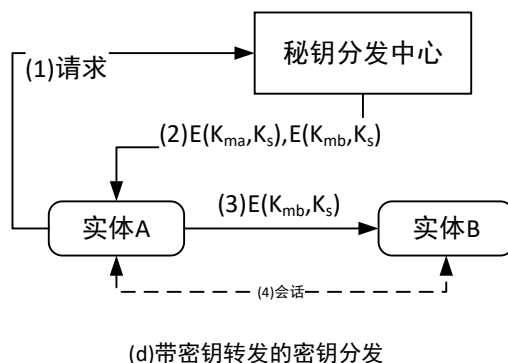 (1)请求
秘钥分发中心
(2)E(Kma,Ks),E(Kmb,Ks)
(3)E(Kmb,Ks)
实体A
实体B
(4)会话
(d)带密钥转发的密钥分发